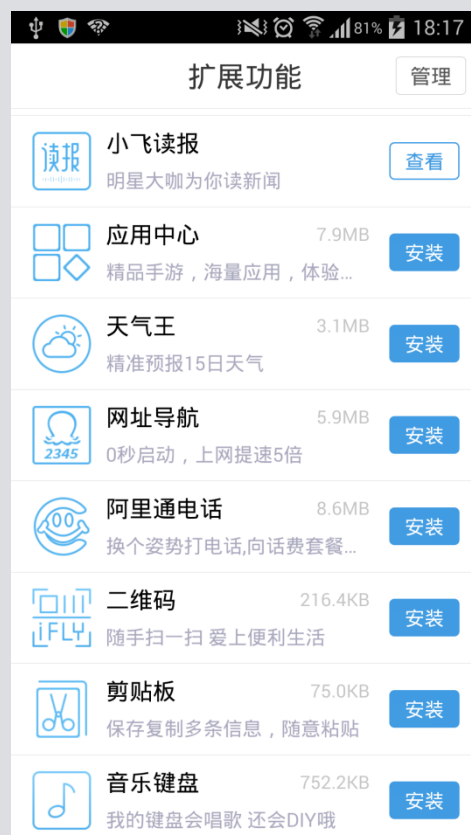 81% 18:17
扩展功能 管理
读报 小飞读报 查看
明星大咖为你读新闻
应用中心 7.9MB 安装
精品手游，海量应用，体验...
天气王 3.1MB 安装
精准预报15日天气
网址导航 5.9MB 安装
2345 0秒启动，上网提速5倍
阿里通电话 8.6MB 安装
换个姿势打电话,向话费套餐...
二维码 216.4KB 安装
iFLY 随手扫一扫 爱上便利生活
剪贴板 75.0KB 安装
保存复制多条信息，随意粘贴
音乐键盘 752.2KB 安装
我的键盘会唱歌 还会DIY哦